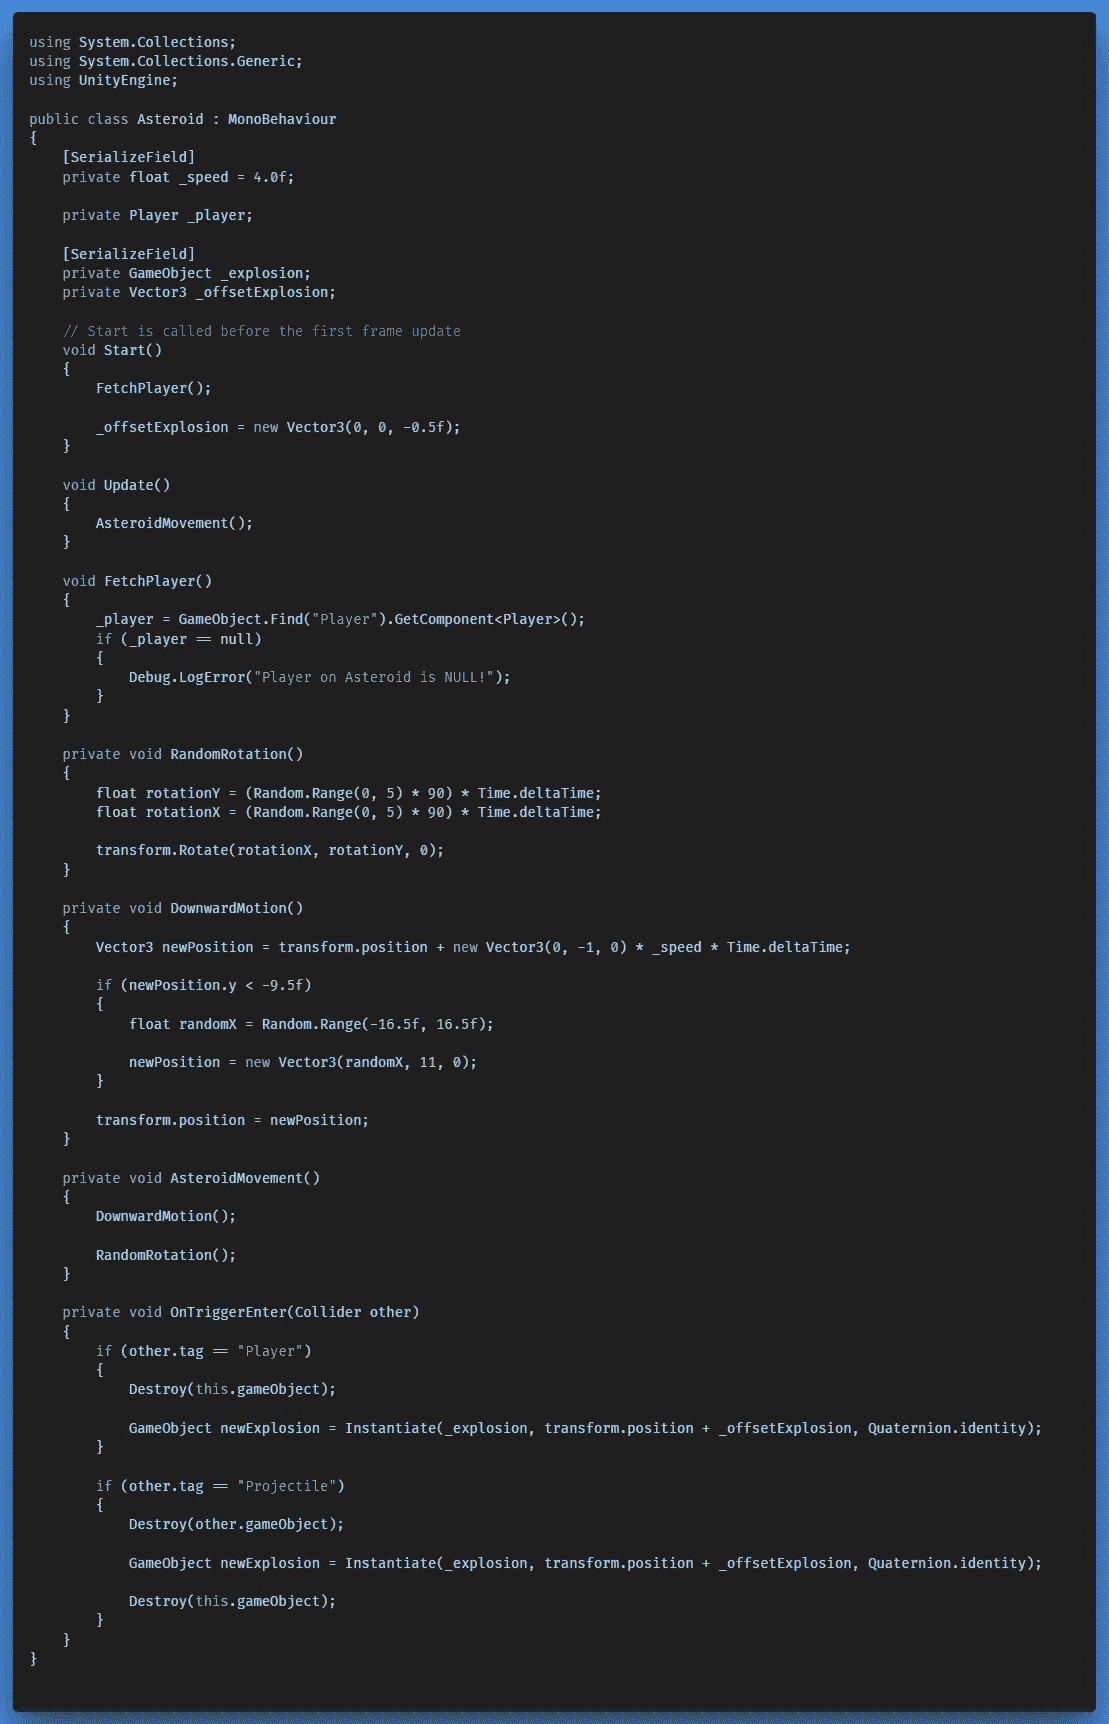 using System.Collections;
using System.Collections.Generic;
using UnityEngine;

public class Asteroid : MonoBehaviour
{
    [SerializeField]
    private float _speed = 4.0f;

    private Player _player;

    [SerializeField]
    private GameObject _explosion;
    private Vector3 _offsetExplosion;

    // Start is called before the first frame update
    void Start()
    {
        FetchPlayer();

        _offsetExplosion = new Vector3(0, 0, -0.5f);
    }

    void Update()
    {
        AsteroidMovement();
    }

    void FetchPlayer()
    {
        _player = GameObject.Find("Player").GetComponent<Player>();
        if (_player == null)
        {
            Debug.LogError("Player on Asteroid is NULL!");
        }
    }

    private void RandomRotation()
    {
        float rotationY = (Random.Range(0, 5) * 90) * Time.deltaTime;
        float rotationX = (Random.Range(0, 5) * 90) * Time.deltaTime;

        transform.Rotate(rotationX, rotationY, 0);
    }

    private void DownwardMotion()
    {
        Vector3 newPosition = transform.position + new Vector3(0, -1, 0) * _speed * Time.deltaTime;

        if (newPosition.y < -9.5f)
        {
            float randomX = Random.Range(-16.5f, 16.5f);

            newPosition = new Vector3(randomX, 11, 0);
        }

        transform.position = newPosition;
    }

    private void AsteroidMovement()
    {
        DownwardMotion();

        RandomRotation();
    }

    private void OnTriggerEnter(Collider other)
    {
        if (other.tag == "Player")
        {
            Destroy(this.gameObject);

            GameObject newExplosion = Instantiate(_explosion, transform.position + _offsetExplosion, Quaternion.identity);
        }

        if (other.tag == "Projectile")
        {
            Destroy(other.gameObject);

            GameObject newExplosion = Instantiate(_explosion, transform.position + _offsetExplosion, Quaternion.identity);

            Destroy(this.gameObject);
        }
    }
}